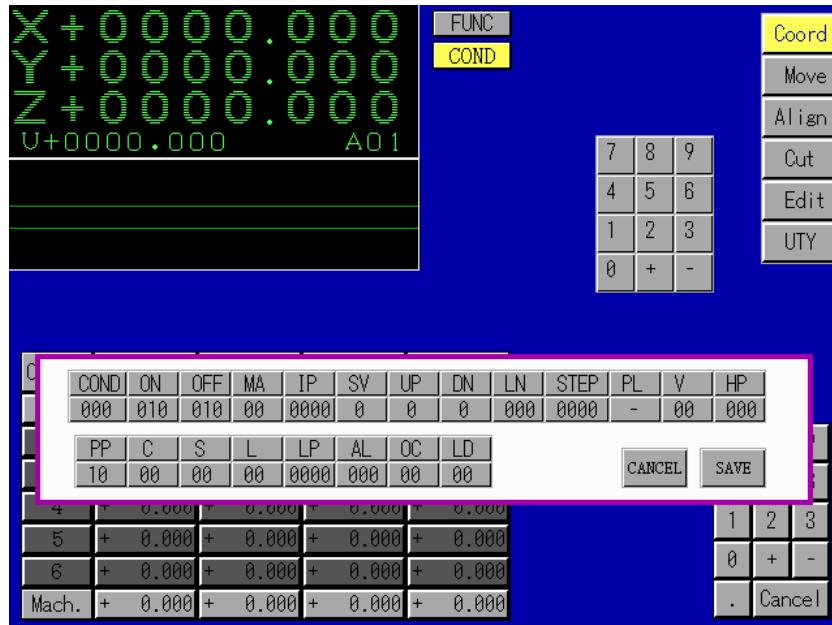 X+0000.000
Y+0000.000
Z+0000.000
U+0000.000 A01
FUNC
COND
Coord
Move
Align
Cut
Edit
UTY
7 8 9
4 5 6
1 2 3
0 + -
COND ON OFF MA IP SV UP DN LN STEP PL V HP
000 010 010 00 0000 0 0 0 000 0000 - 00 000
PP C S L LP AL OC LD
10 00 00 00 0000 000 00 00
CANCEL SAVE
4 + 0.000 + 0.000 + 0.000 + 0.000
5 + 0.000 + 0.000 + 0.000 + 0.000
6 + 0.000 + 0.000 + 0.000 + 0.000
Mach. + 0.000 + 0.000 + 0.000 + 0.000
1 2 3
0 + -
. Cancel